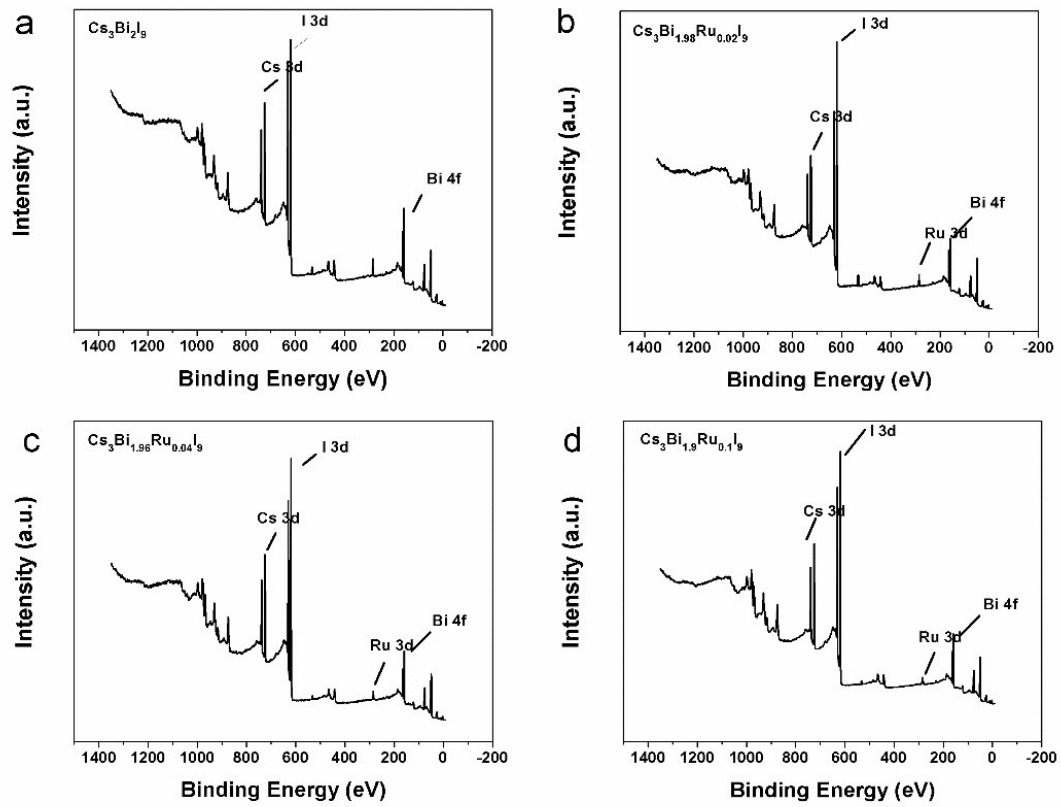 a
Cs₃Bi₂I₉
I 3d
Cs 3d
Bi 4f
Intensity (a.u.)
1400 1200 1000 800 600 400 200 0 -200
Binding Energy (eV)
b
Cs₃Bi₁.₉₈Ru₀.₀₂I₉
I 3d
Cs 3d
Ru 3d
Bi 4f
Intensity (a.u.)
1400 1200 1000 800 600 400 200 0 -200
Binding Energy (eV)
c
Cs₃Bi₁.₉₆Ru₀.₀₄I₉
I 3d
Cs 3d
Ru 3d
Bi 4f
Intensity (a.u.)
1400 1200 1000 800 600 400 200 0 -200
Binding Energy (eV)
d
Cs₃Bi₁.₉Ru₀.₁I₉
I 3d
Cs 3d
Ru 3d
Bi 4f
Intensity (a.u.)
1400 1200 1000 800 600 400 200 0 -200
Binding Energy (eV)